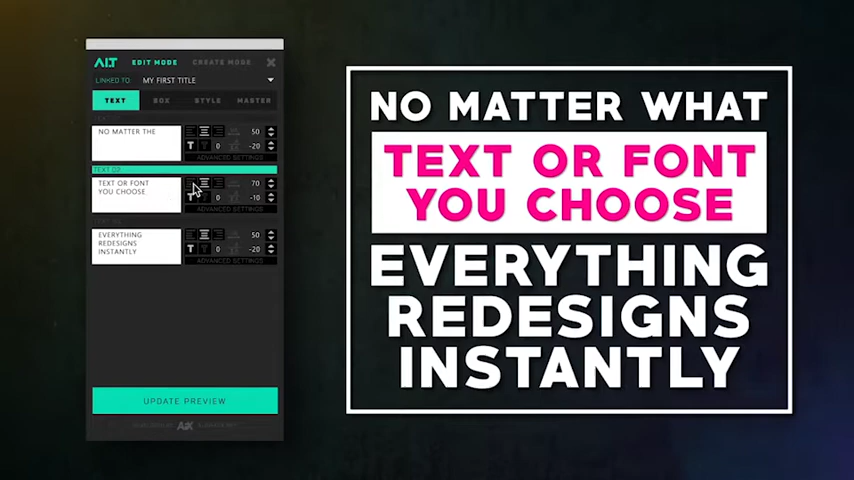 ALT EDIT MODE CREATE MODE
LINKED TO: MY FIRST TITLE
TEXT BOX STYLE MASTER
NO MATTER THE
50
0 -20
ADVANCED SETTINGS
TEXT 02
TEXT OR FONT
YOU CHOOSE
70
0 -10
ADVANCED SETTINGS
EVERYTHING
REDESIGNS
INSTANTLY
50
0 -20
ADVANCED SETTINGS
UPDATE PREVIEW
NO MATTER WHAT
TEXT OR FONT
YOU CHOOSE
EVERYTHING
REDESIGNS
INSTANTLY